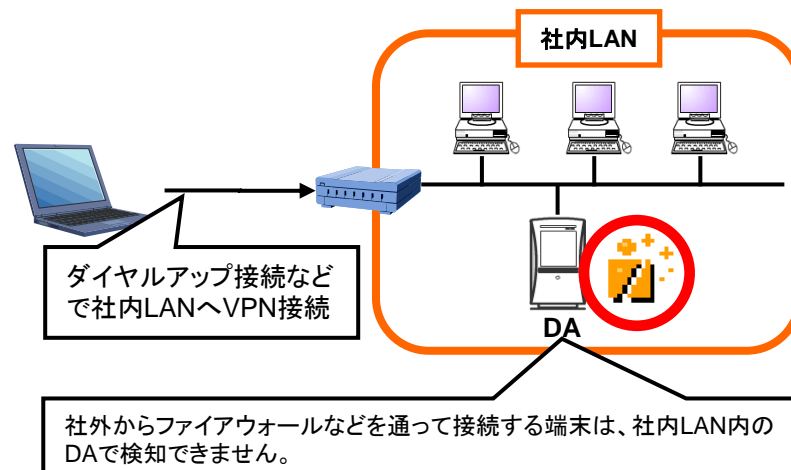 社内LAN
ダイヤルアップ接続など
で社内LANへVPN接続
DA
社外からファイアウォールなどを通って接続する端末は、社内LAN内の
DAで検知できません。